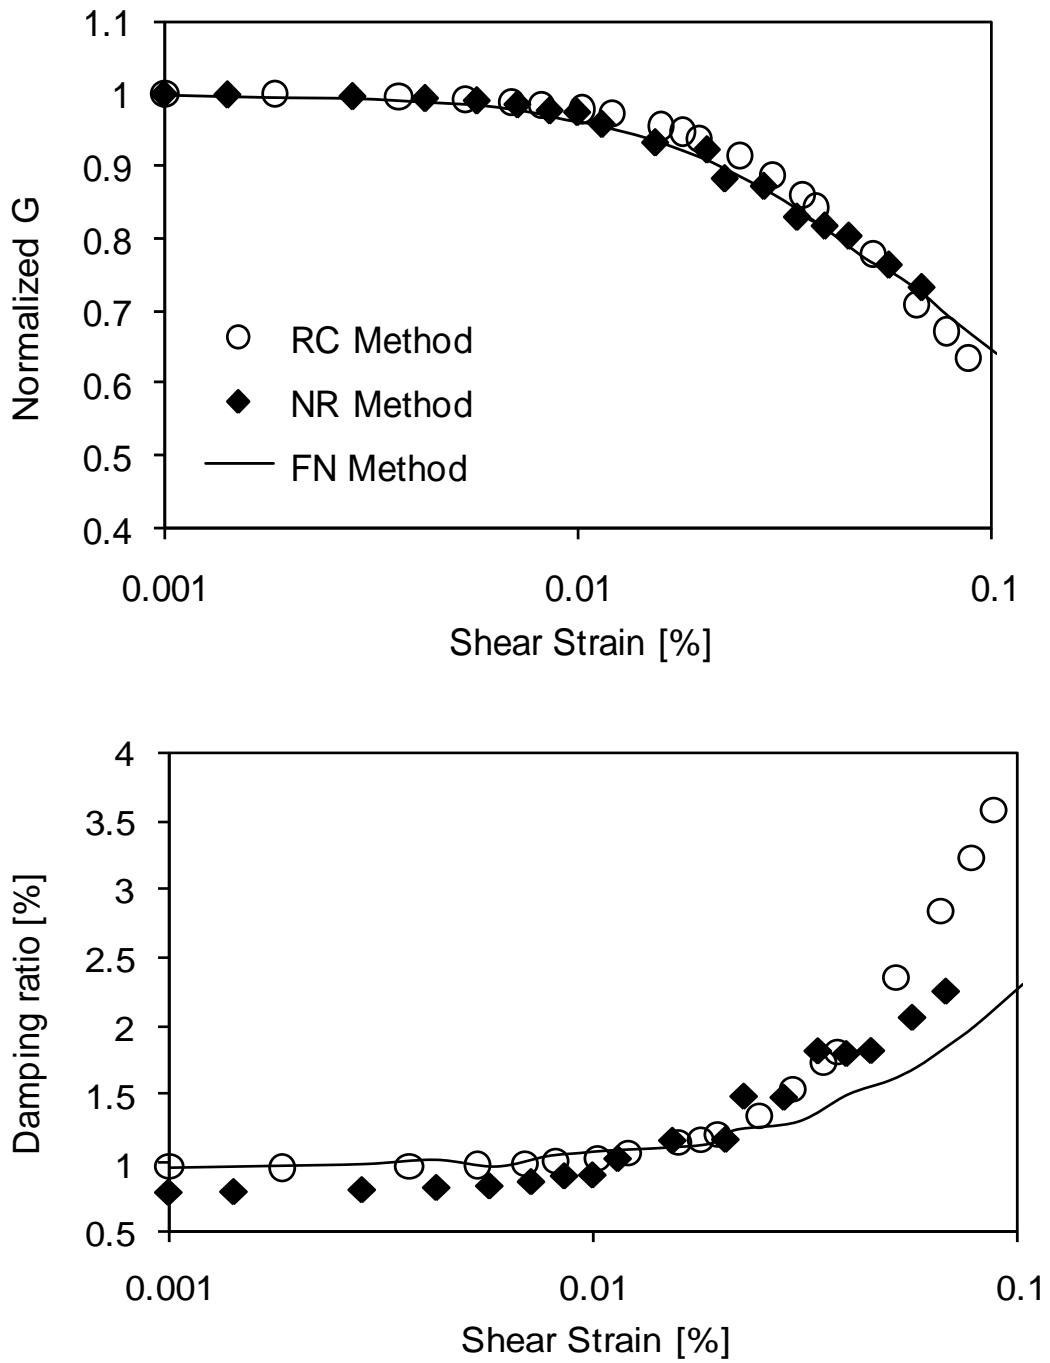 1.1
1
0.9
0.8
0.7
0.6
0.5
0.4
Normalized G
RC Method
NR Method
FN Method
0.001 0.01 0.1
Shear Strain [%]
4
3.5
3
2.5
2
1.5
1
0.5
Damping ratio [%]
0.001 0.01 0.1
Shear Strain [%]